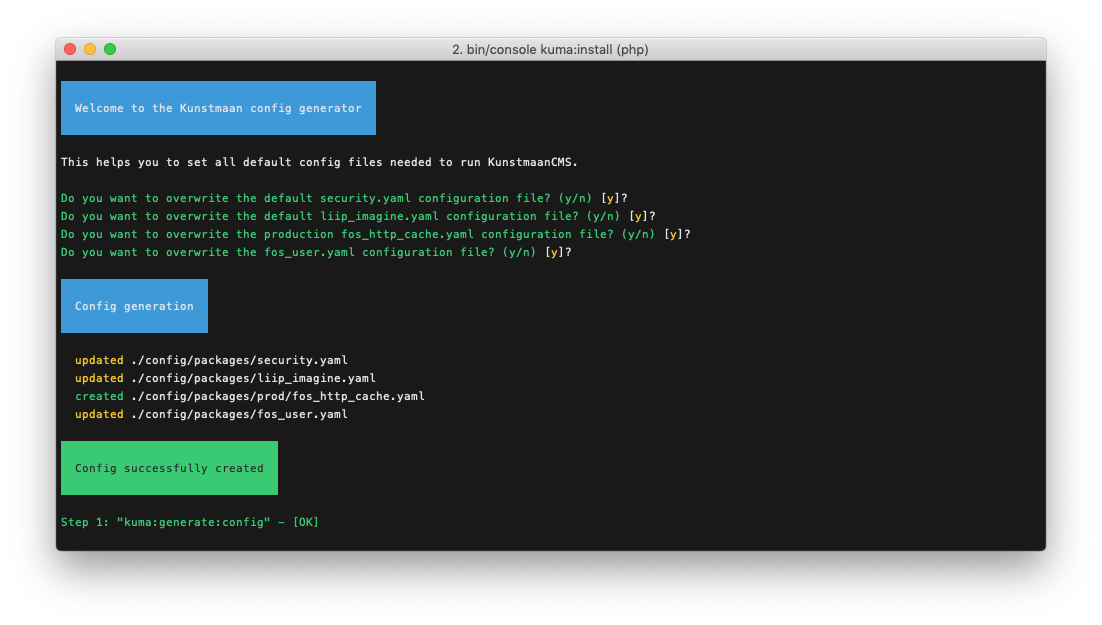 2. bin/console kuma:install (php)
Welcome to the Kunstmaan config generator
This helps you to set all default config files needed to run KunstmaanCMS.
Do you want to overwrite the default security.yaml configuration file? (y/n) [y]?
Do you want to overwrite the default liip_imagine.yaml configuration file? (y/n) [y]?
Do you want to overwrite the production fos_http_cache.yaml configuration file? (y/n) [y]?
Do you want to overwrite the fos_user.yaml configuration file? (y/n) [y]?
Config generation
updated ./config/packages/security.yaml
updated ./config/packages/liip_imagine.yaml
created ./config/packages/prod/fos_http_cache.yaml
updated ./config/packages/fos_user.yaml
Config successfully created
Step 1: "kuma:generate:config" – [OK]